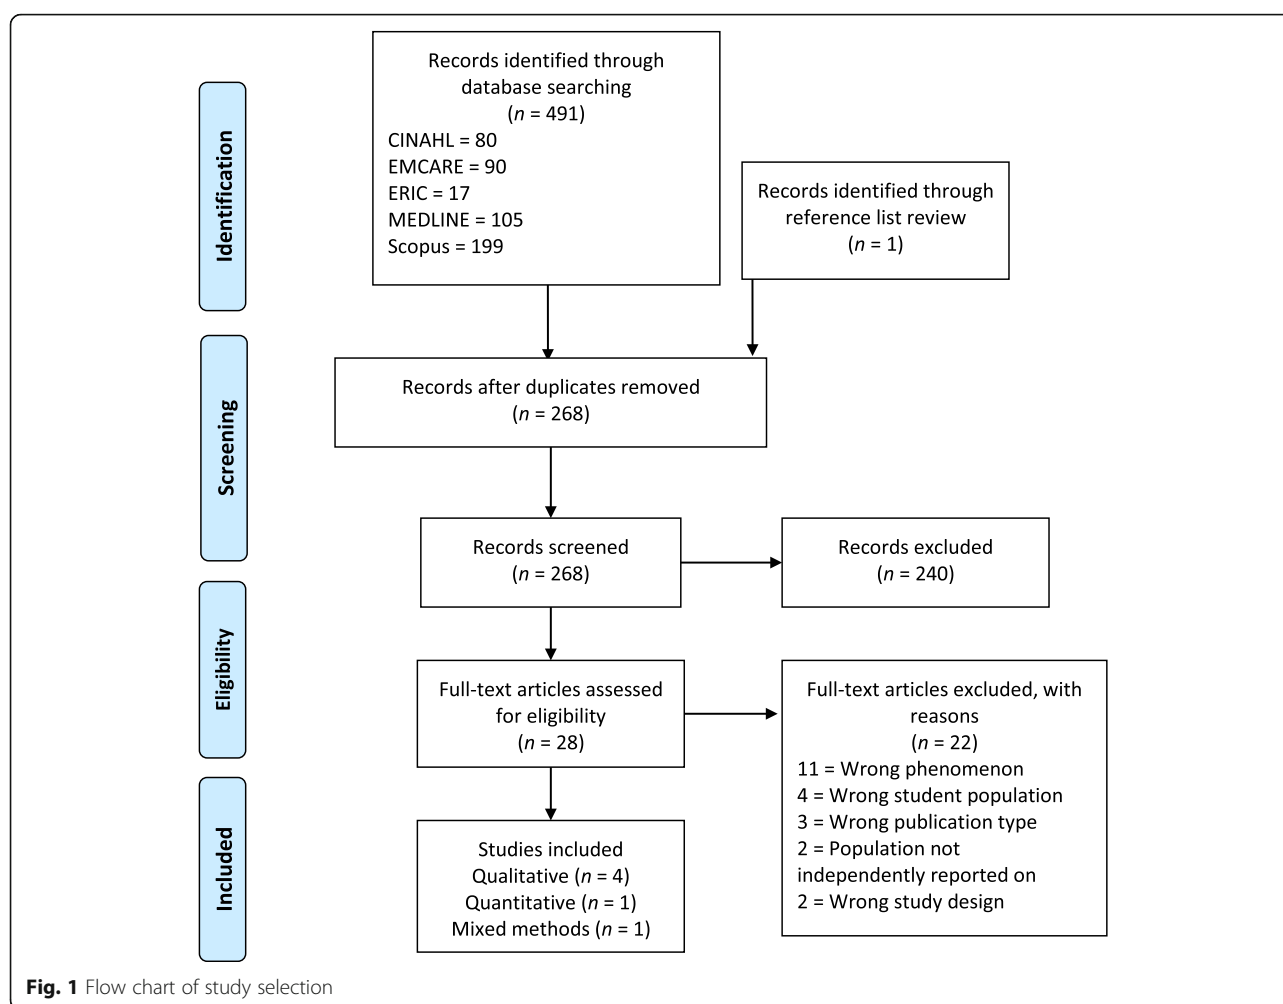 Identification
Records identified through
database searching
(n = 491)
CINAHL = 80
EMCARE = 90
ERIC = 17
MEDLINE = 105
Scopus = 199
Records identified through
reference list review
(n = 1)
Screening
Records after duplicates removed
(n = 268)
Records screened
(n = 268)
Records excluded
(n = 240)
Eligibility
Full-text articles assessed
for eligibility
(n = 28)
Full-text articles excluded, with
reasons
(n = 22)
11 = Wrong phenomenon
4 = Wrong student population
3 = Wrong publication type
2 = Population not
independently reported on
2 = Wrong study design
Included
Studies included
Qualitative (n = 4)
Quantitative (n = 1)
Mixed methods (n = 1)
Fig. 1 Flow chart of study selection